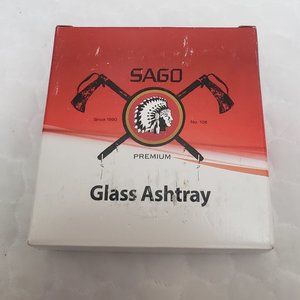 SAGO
Since 1990 No. 108
PREMIUM
Glass Ashtray